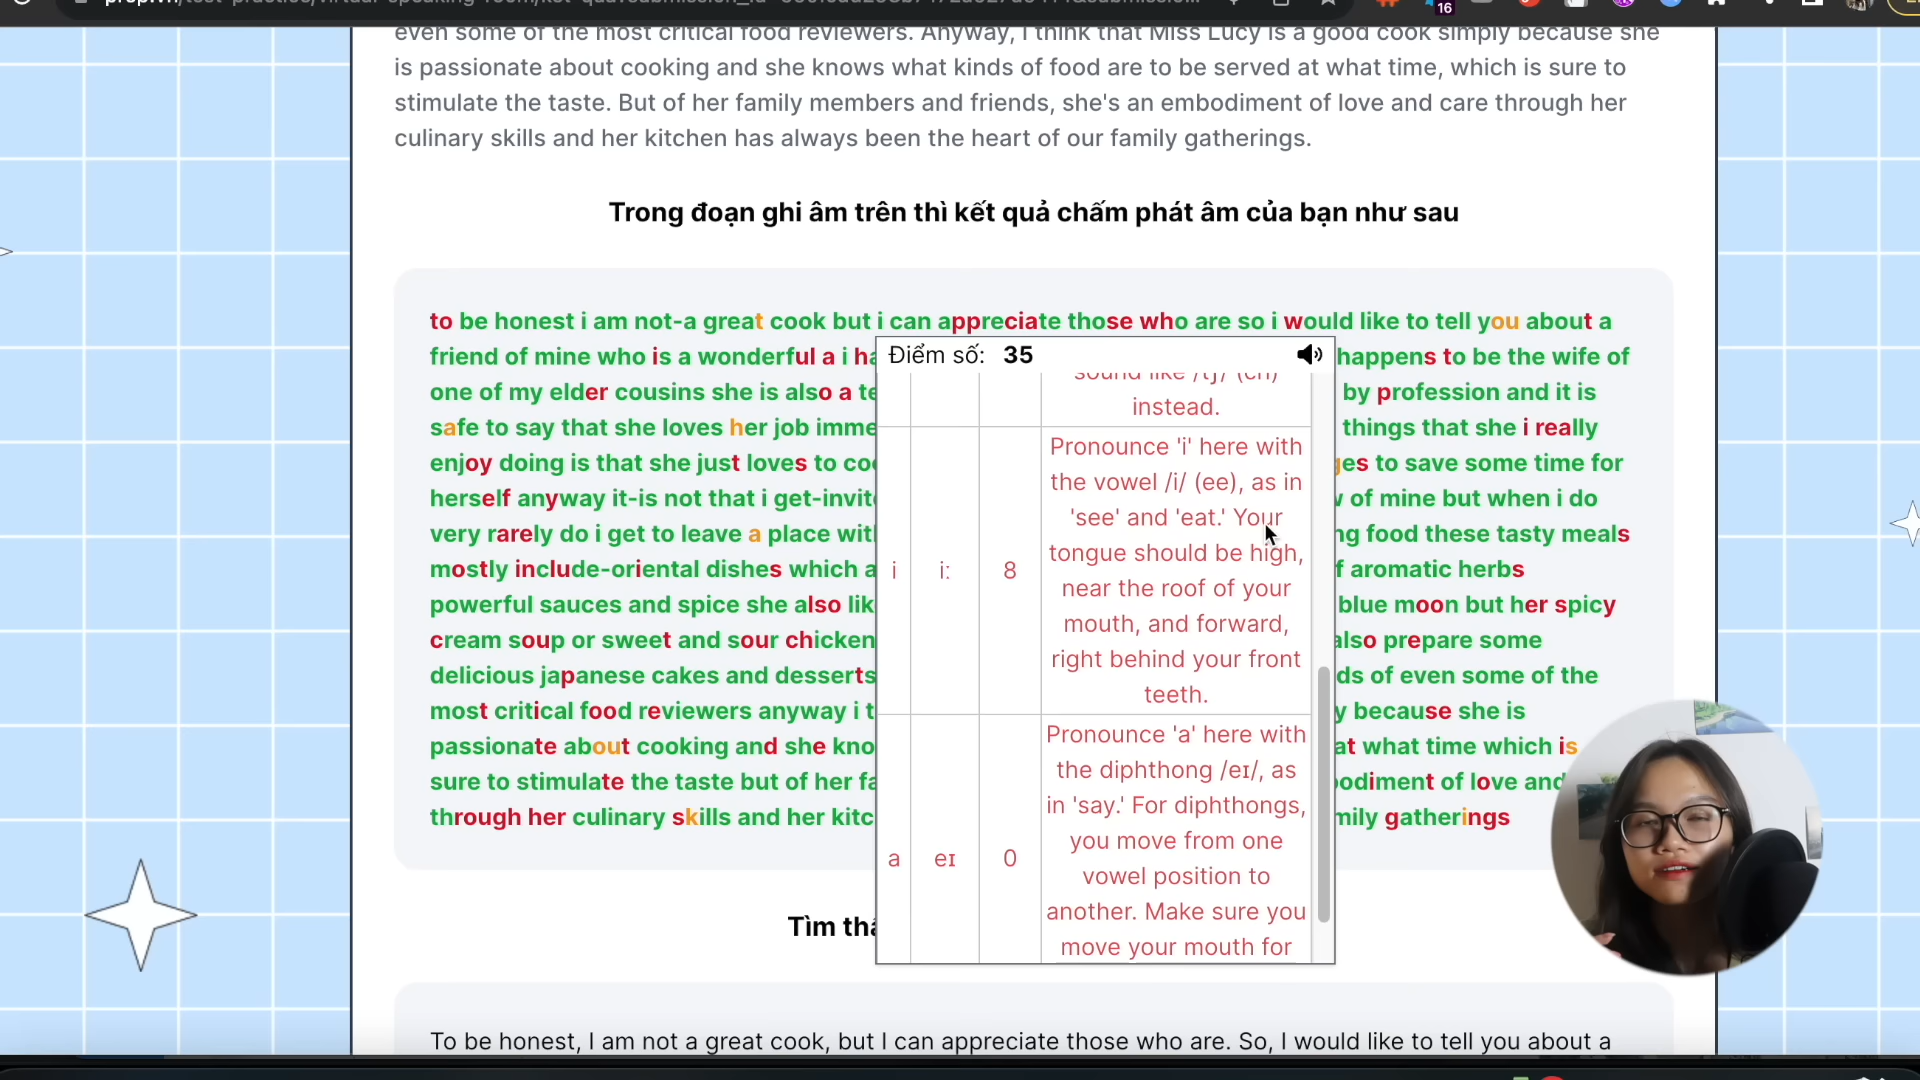 16
even some of the most critical food reviewers. Anyway, I think that Miss Lucy is a good cook simply because she
is passionate about cooking and she knows what kinds of food are to be served at what time, which is sure to
stimulate the taste. But of her family members and friends, she's an embodiment of love and care through her
culinary skills and her kitchen has always been the heart of our family gatherings.
Trong đoạn ghi âm trên thì kết quả chấm phát âm của bạn như sau
to be honest i am not-a great cook but i can appreciate those who are so i would like to tell you about a
friend of mine who is a wonderful a i ha happens to be the wife of
one of my elder cousins she is also a te by profession and it is
safe to say that she loves her job imme things that she i really
enjoy doing is that she just loves to coo ges to save some time for
herself anyway it-is not that i get-invite of mine but when i do
very rarely do i get to leave a place with ng food these tasty meals
mostly include-oriental dishes which a f aromatic herbs
powerful sauces and spice she also lik blue moon but her spicy
cream soup or sweet and sour chicken also prepare some
delicious japanese cakes and desserts ds of even some of the
most critical food reviewers anyway i t y because she is
passionate about cooking and she kno at what time which is
sure to stimulate the taste but of her fa odiment of love and
through her culinary skills and her kitc mily gatherings
Điểm số: 35
sound like /tʃ/ (ch)
instead.
i iː 8
Pronounce 'i' here with
the vowel /i/ (ee), as in
'see' and 'eat.' Your
tongue should be high,
near the roof of your
mouth, and forward,
right behind your front
teeth.
a eɪ 0
Pronounce 'a' here with
the diphthong /eɪ/, as
in 'say.' For diphthongs,
you move from one
vowel position to
another. Make sure you
move your mouth for
Tìm
To be honest, I am not a great cook, but I can appreciate those who are. So, I would like to tell you about a